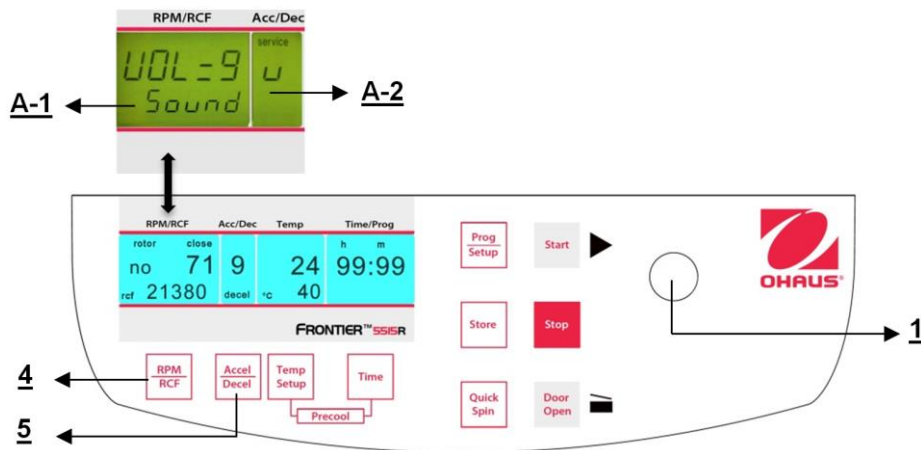 RPM/RCF Acc/Dec
service
VOL=9 u
Sound
A-1
A-2
RPM/RCF Acc/Dec Temp Time/Prog
rotor close h m
no 71 9 24 99:99
rcf 21380 decel °C 40
FRONTIER™ 5515R
RPM
RCF
Accel
Decel
Temp
Setup
Time
Precool
Prog
Setup
Start
Store
Stop
Quick
Spin
Door
Open
OHAUS®
1
4
5